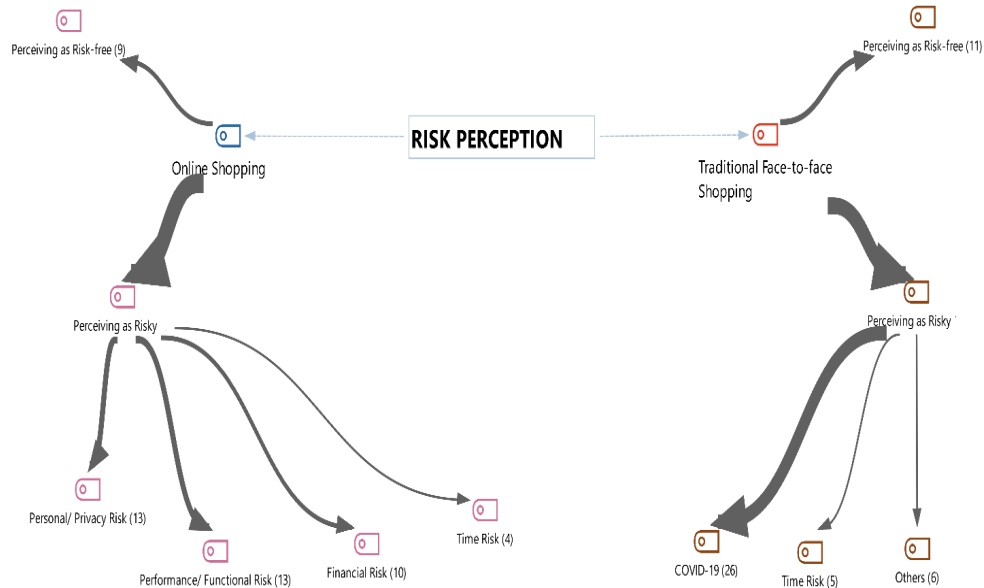 Perceiving as Risk-free (9)
Perceiving as Risk-free (11)
RISK PERCEPTION
Online Shopping
Traditional Face-to-face
Shopping
Perceiving as Risky
Perceiving as Risky
Personal/ Privacy Risk (13)
Performance/ Functional Risk (13)
Financial Risk (10)
Time Risk (4)
COVID-19 (26)
Time Risk (5)
Others (6)